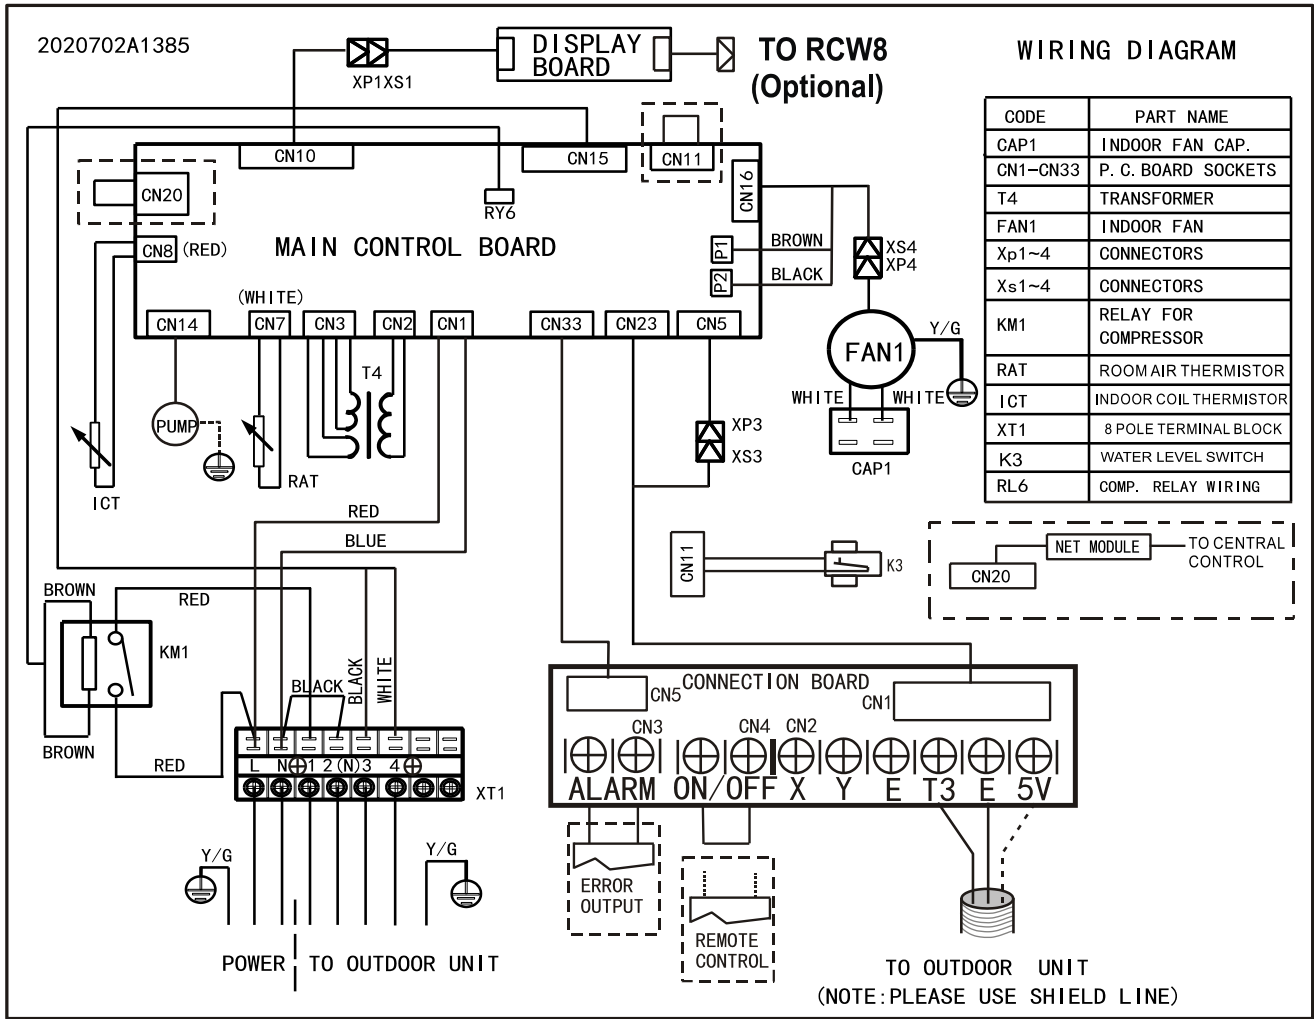 2020702A1385
XP1XS1
DISPLAY
BOARD
TO RCW8
(Optional)
WIRING DIAGRAM
CODE PART NAME
CAP1 INDOOR FAN CAP.
CN1-CN33 P.C.BOARD SOCKETS
T4 TRANSFORMER
FAN1 INDOOR FAN
Xp1~4 CONNECTORS
Xs1~4 CONNECTORS
KM1 RELAY FOR
COMPRESSOR
RAT ROOM AIR THERMISTOR
ICT INDOOR COIL THERMISTOR
XT1 8 POLE TERMINAL BLOCK
K3 WATER LEVEL SWITCH
RL6 COMP. RELAY WIRING
CN10
CN15
CN11
CN16
CN20
RY6
CN8 (RED)
MAIN CONTROL BOARD
P1
BROWN
P2
BLACK
XS4
XP4
(WHITE)
CN14
CN7
CN3
CN2
CN1
CN33
CN23
CN5
FAN1
Y/G
T4
WHITE
WHITE
PUMP
XP3
XS3
CAP1
ICT
RAT
RED
BLUE
CN11
K3
NET MODULE
TO CENTRAL
CONTROL
CN20
BROWN
RED
KM1
BLACK
BLACK
WHITE
BROWN
RED
L N 1 2(N)3 4
XT1
CONNECTION BOARD
CN5
CN1
CN3
CN4
CN2
ALARM ON/OFF X Y E T3 E 5V
Y/G
Y/G
ERROR
OUTPUT
REMOTE
CONTROL
POWER
TO OUTDOOR UNIT
TO OUTDOOR UNIT
(NOTE:PLEASE USE SHIELD LINE)